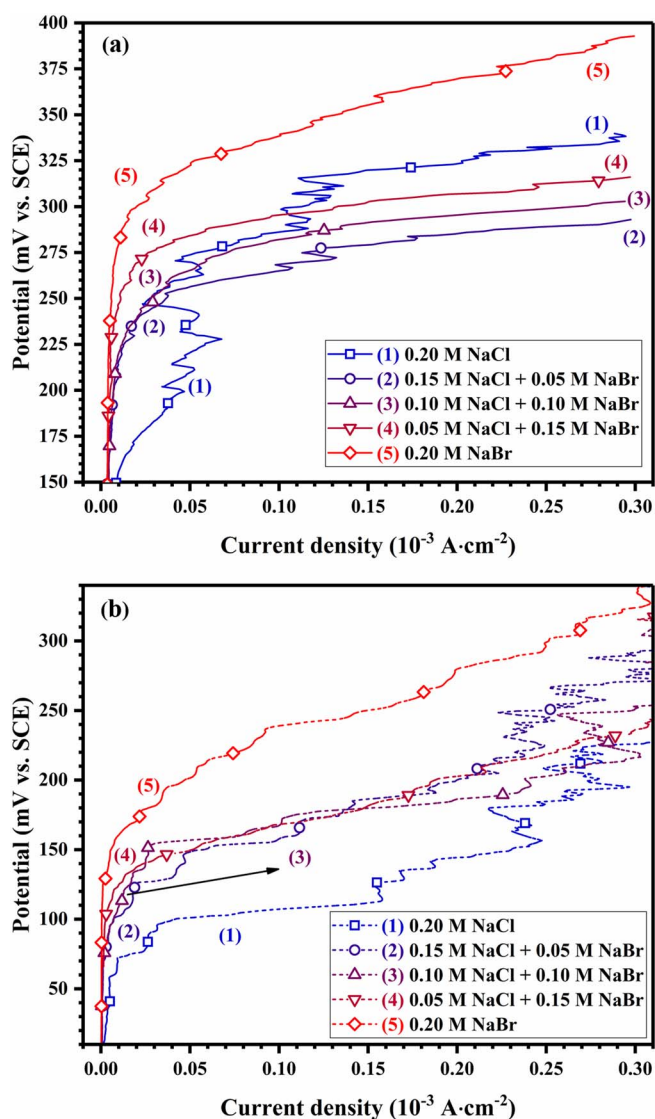 (a)
400
375
350
325
300
275
250
225
200
175
150
Potential (mV vs. SCE)
(5)
(5)
(1)
(4)
(4)
(3)
(3)
(2)
(2)
(1)
(1) 0.20 M NaCl
(2) 0.15 M NaCl + 0.05 M NaBr
(3) 0.10 M NaCl + 0.10 M NaBr
(4) 0.05 M NaCl + 0.15 M NaBr
(5) 0.20 M NaBr
0.00 0.05 0.10 0.15 0.20 0.25 0.30
Current density (10⁻³ A·cm⁻²)
(b)
300
250
200
150
100
50
Potential (mV vs. SCE)
(5)
(4)
(3)
(2)
(1)
(1) 0.20 M NaCl
(2) 0.15 M NaCl + 0.05 M NaBr
(3) 0.10 M NaCl + 0.10 M NaBr
(4) 0.05 M NaCl + 0.15 M NaBr
(5) 0.20 M NaBr
0.00 0.05 0.10 0.15 0.20 0.25 0.30
Current density (10⁻³ A·cm⁻²)